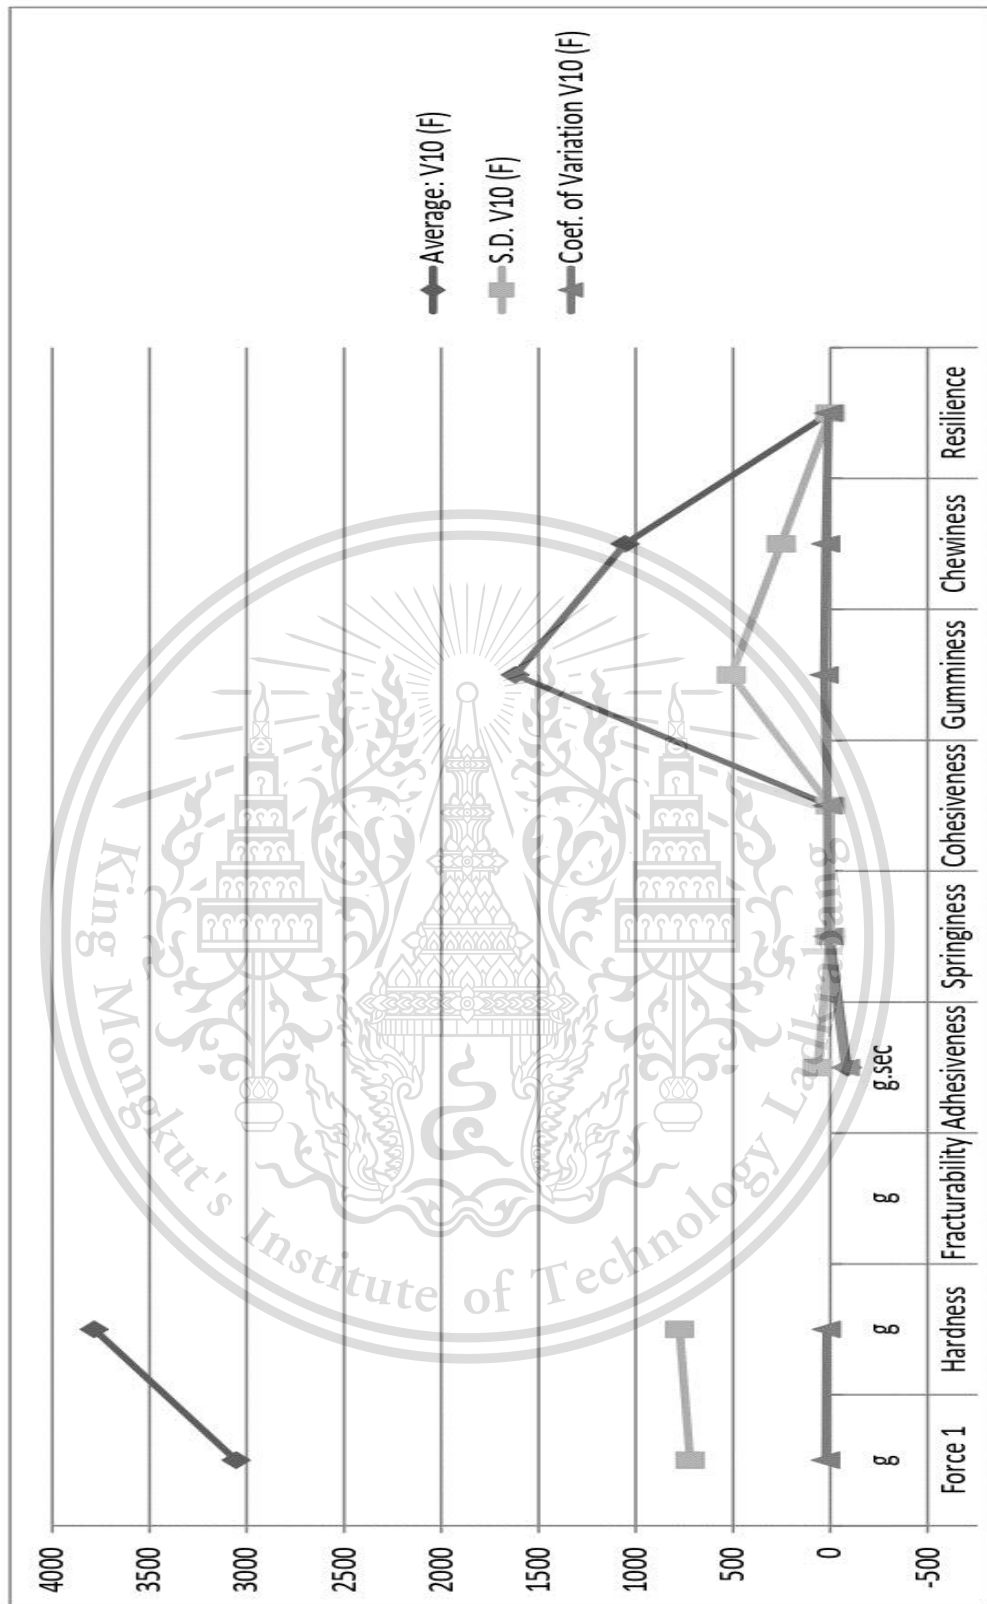 4000
3500
3000
2500
2000
1500
1000
500
0
-500
g
g
g
g.sec
Force 1
Hardness
Fracturability
Adhesiveness
Springiness
Cohesiveness
Gumminess
Chewiness
Resilience
Average: V10 (F)
S.D. V10 (F)
Coef. of Variation V10 (F)
King Mongkut's Institute of Technology Ladkrabang